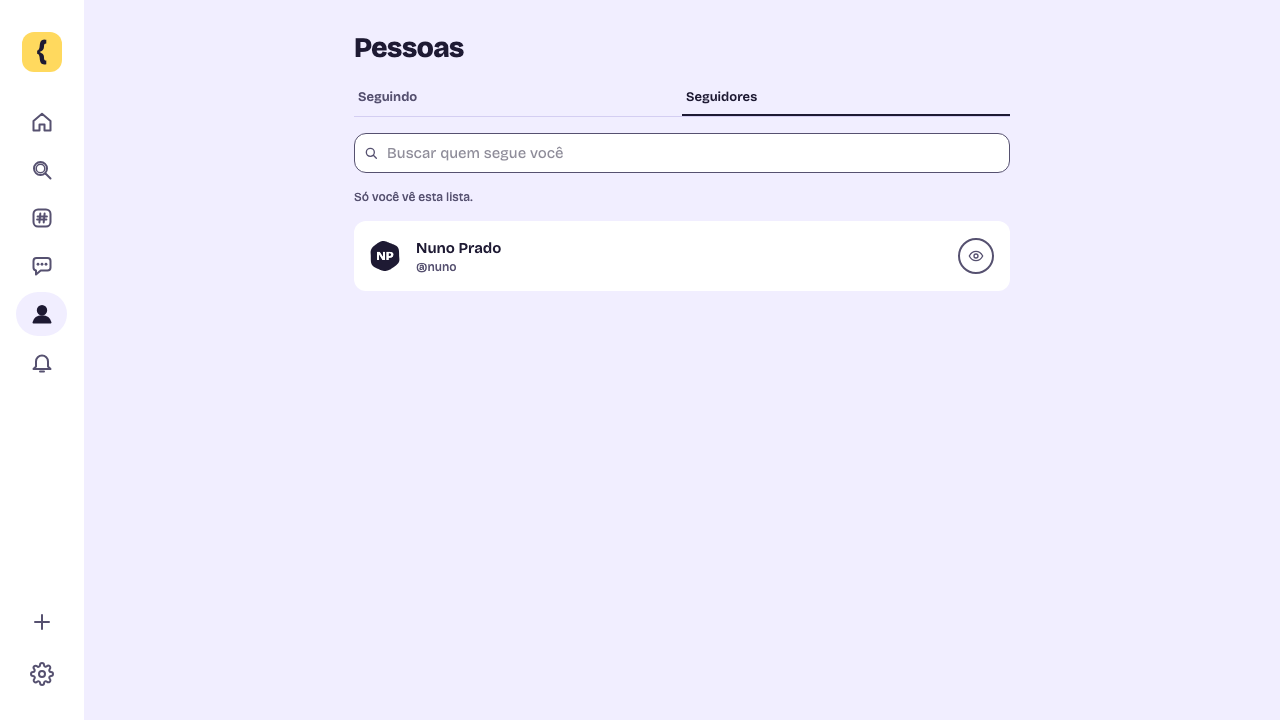 {
Pessoas
Seguindo
Seguidores
Buscar quem segue você
Só você vê esta lista.
NP
Nuno Prado
@nuno